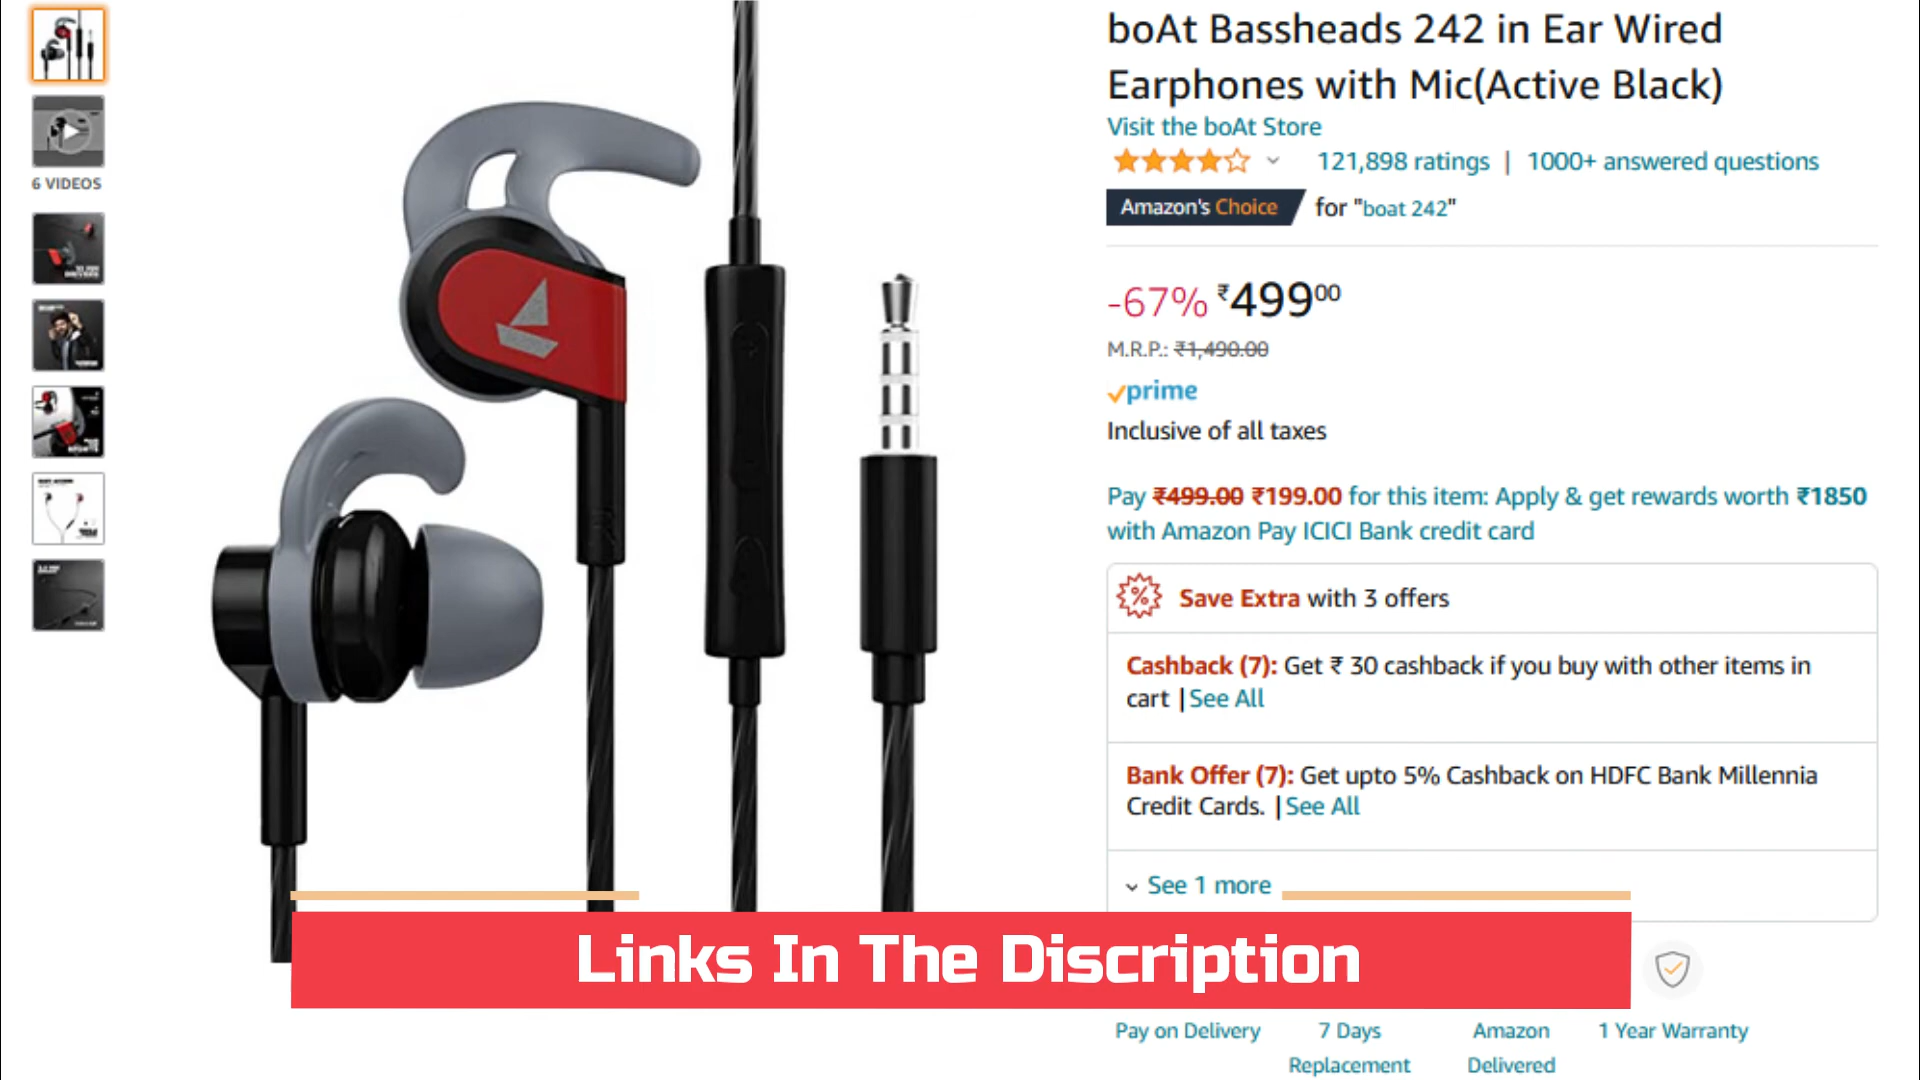 boAt Bassheads 242 in Ear Wired
Earphones with Mic(Active Black)
Visit the boAt Store
121,898 ratings | 1000+ answered questions
Amazon's Choice for "boat 242"
-67% ₹49900
M.R.P.: ₹1,490.00
prime
Inclusive of all taxes
Pay ₹499.00 ₹199.00 for this item: Apply & get rewards worth ₹1850
with Amazon Pay ICICI Bank credit card
Save Extra with 3 offers
Cashback (7): Get ₹ 30 cashback if you buy with other items in
cart | See All
Bank Offer (7): Get upto 5% Cashback on HDFC Bank Millennia
Credit Cards. | See All
See 1 more
6 VIDEOS
Links In The Discription
Pay on Delivery
7 Days
Replacement
Amazon
Delivered
1 Year Warranty